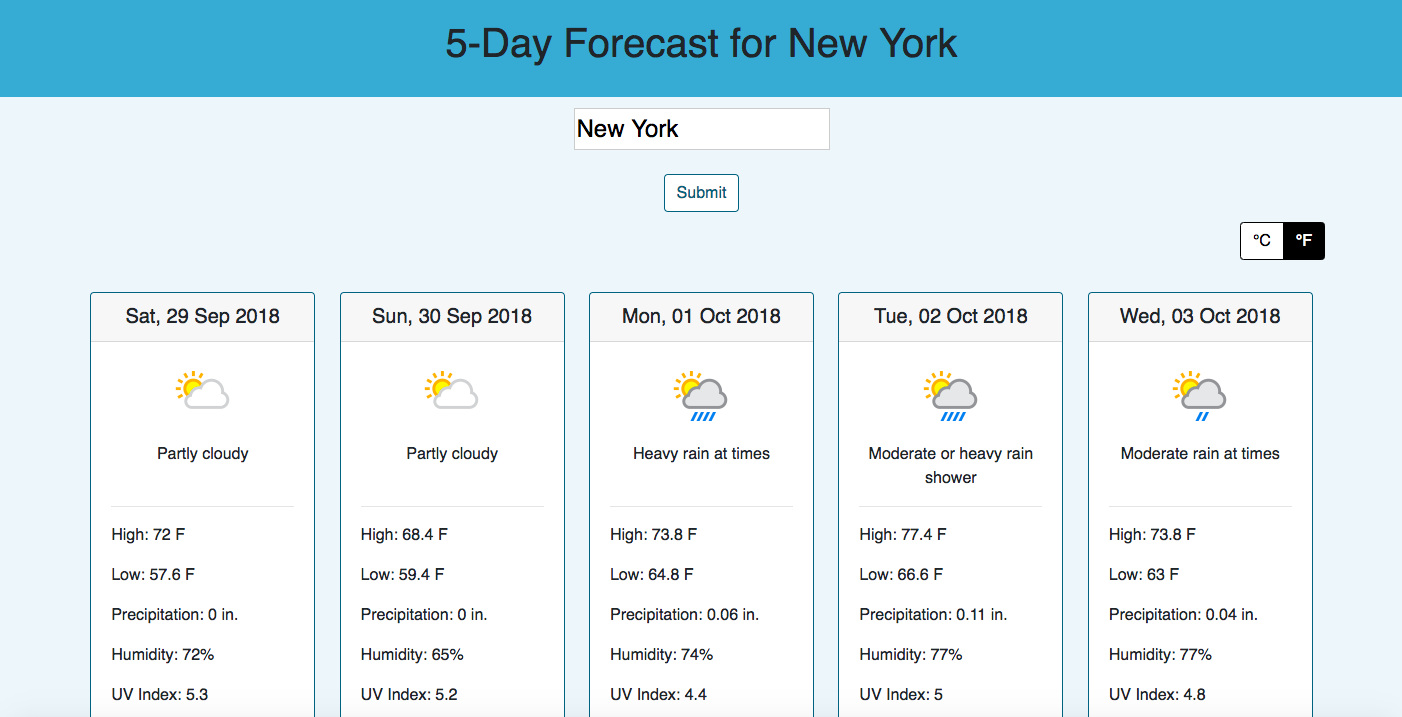 5-Day Forecast for New York
New York
Submit
°C °F
Sat, 29 Sep 2018
Partly cloudy
High: 72 F
Low: 57.6 F
Precipitation: 0 in.
Humidity: 72%
UV Index: 5.3
Sun, 30 Sep 2018
Partly cloudy
High: 68.4 F
Low: 59.4 F
Precipitation: 0 in.
Humidity: 65%
UV Index: 5.2
Mon, 01 Oct 2018
Heavy rain at times
High: 73.8 F
Low: 64.8 F
Precipitation: 0.06 in.
Humidity: 74%
UV Index: 4.4
Tue, 02 Oct 2018
Moderate or heavy rain
shower
High: 77.4 F
Low: 66.6 F
Precipitation: 0.11 in.
Humidity: 77%
UV Index: 5
Wed, 03 Oct 2018
Moderate rain at times
High: 73.8 F
Low: 63 F
Precipitation: 0.04 in.
Humidity: 77%
UV Index: 4.8